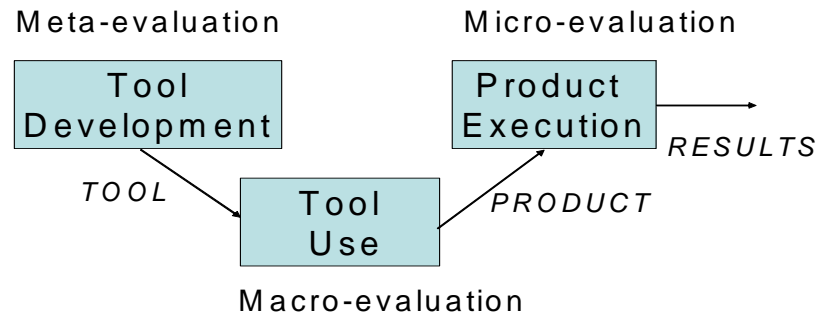 Meta-evaluation
Micro-evaluation
Tool
Development
Product
Execution
RESULTS
TOOL
Tool
Use
PRODUCT
Macro-evaluation